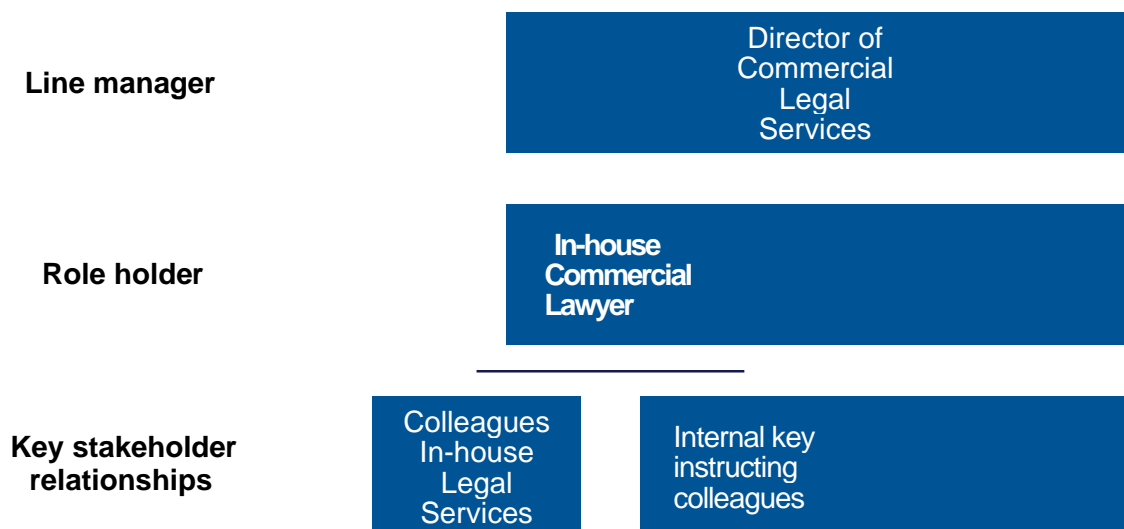 Line manager
Director of
Commercial
Legal
Services
Role holder
In-house
Commercial
Lawyer
Key stakeholder
relationships
Colleagues
In-house
Legal
Services
Internal key
instructing
colleagues